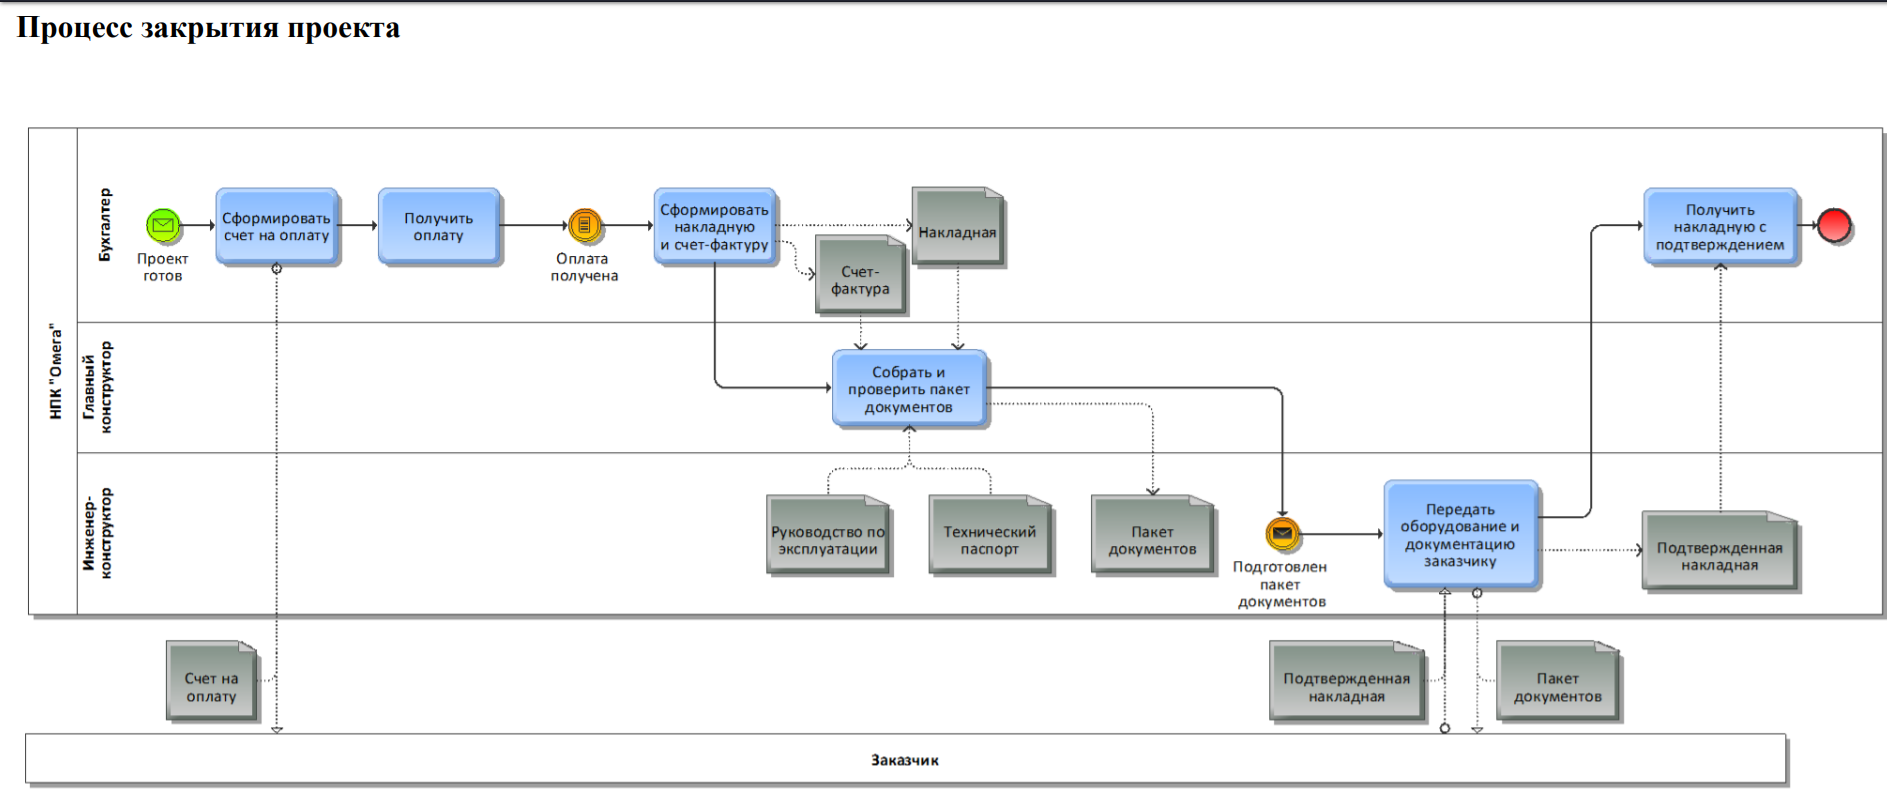 Процесс закрытия проекта
НПК "Омега"
Бухгалтер
Проект
готов
Сформировать
счет на оплату
Получить
оплату
Оплата
получена
Сформировать
накладную
и счет-фактуру
Накладная
Счет-
фактура
Получить
накладную с
подтверждением
Главный
конструктор
Собрать и
проверить пакет
документов
Инженер-
конструктор
Руководство по
эксплуатации
Технический
паспорт
Пакет
документов
Подготовлен
пакет
документов
Передать
оборудование и
документацию
заказчику
Подтвержденная
накладная
Счет на
оплату
Подтвержденная
накладная
Пакет
документов
Заказчик